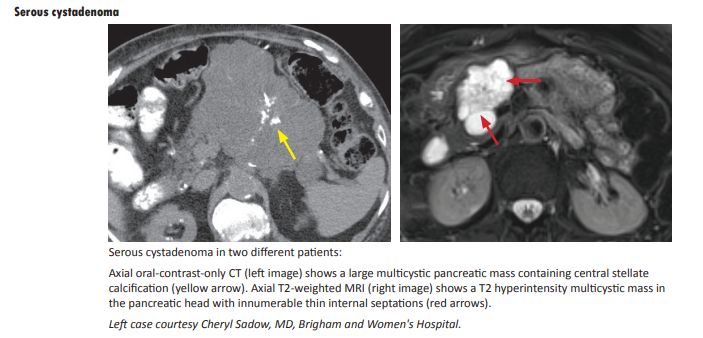 Serous cystadenoma
Serous cystadenoma in two different patients:
Axial oral-contrast-only CT (left image) shows a large multicystic pancreatic mass containing central stellate
calcification (yellow arrow). Axial T2-weighted MRI (right image) shows a T2 hyperintensity multicystic mass in
the pancreatic head with innumerable thin internal septations (red arrows).
Left case courtesy Cheryl Sadow, MD, Brigham and Women's Hospital.